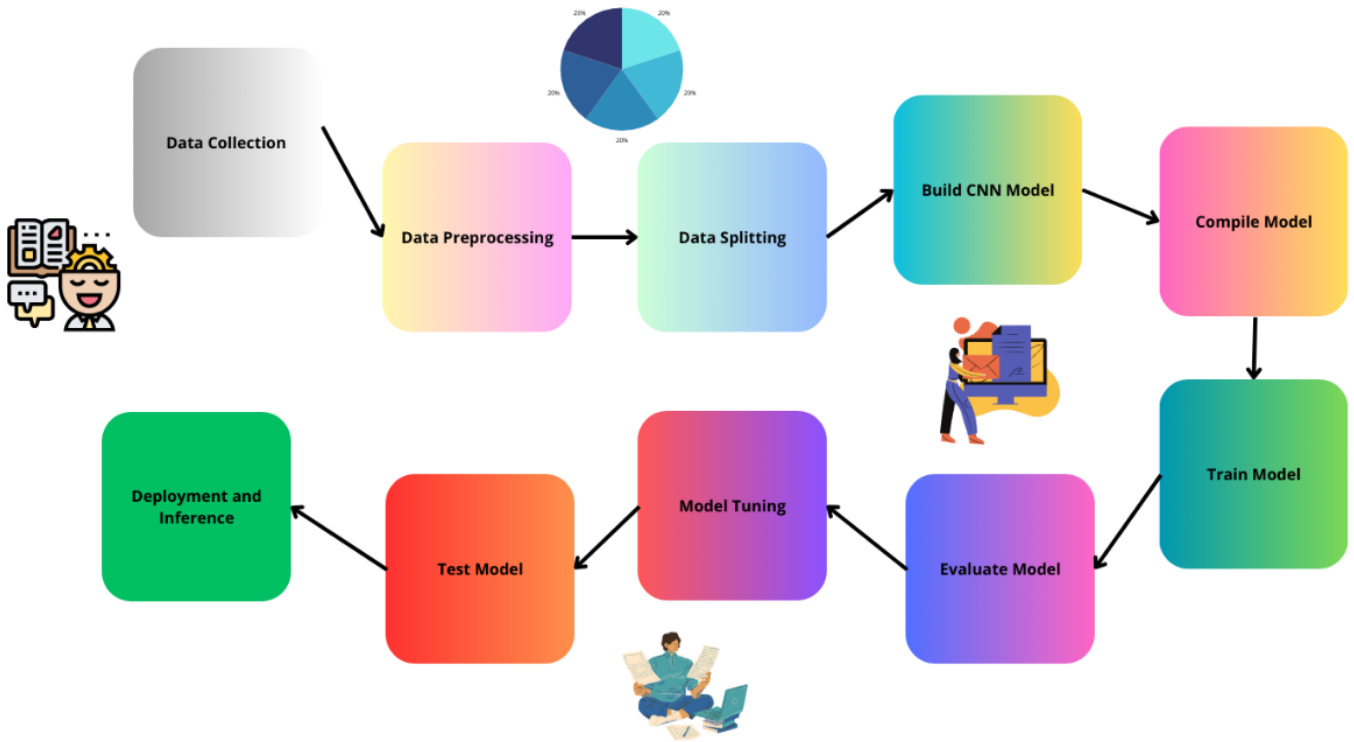 20%
20%
20%
20%
20%
Data Collection
Data Preprocessing
Data Splitting
Build CNN Model
Compile Model
Train Model
Evaluate Model
Model Tuning
Test Model
Deployment and
Inference